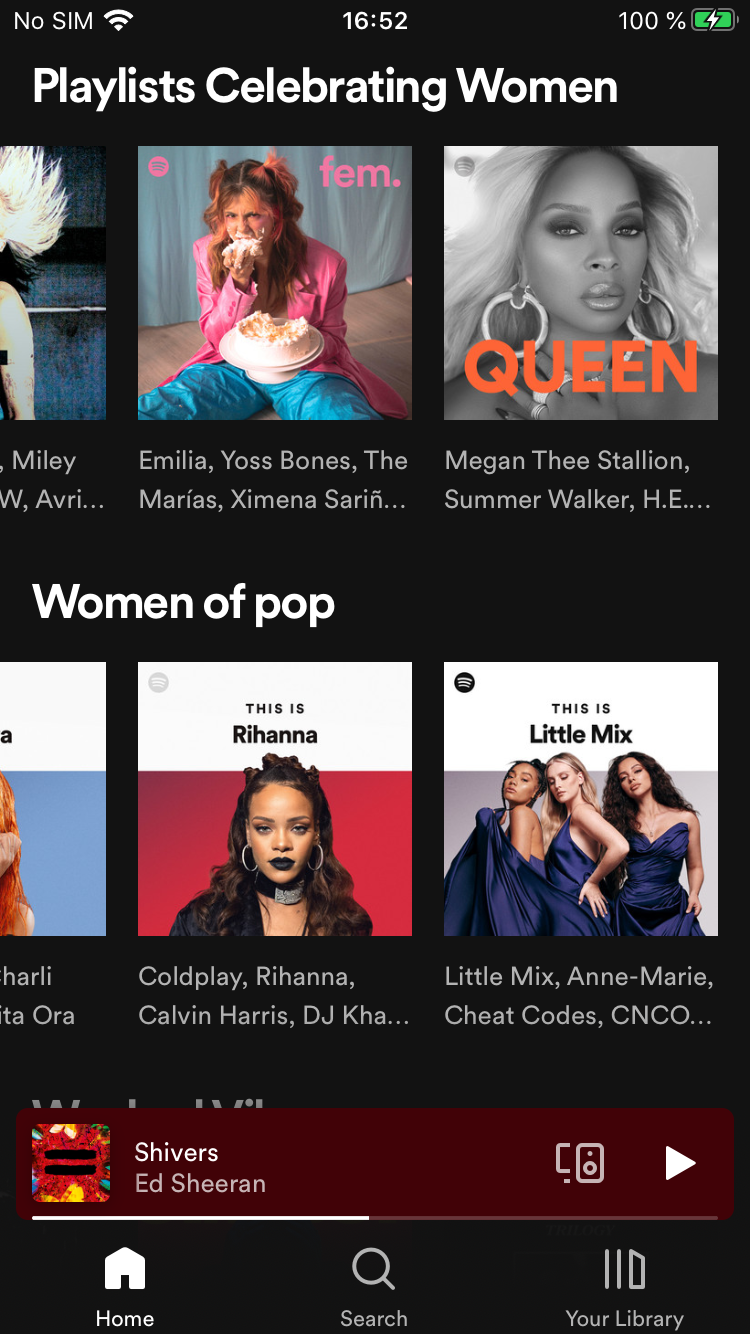 No SIM 16:52 100 %
Playlists Celebrating Women
fem.
QUEEN
, Miley
W, Avri...
Emilia, Yoss Bones, The
Marías, Ximena Sariñ...
Megan Thee Stallion,
Summer Walker, H.E....
Women of pop
a
THIS IS
Rihanna
THIS IS
Little Mix
Charli
ita Ora
Coldplay, Rihanna,
Calvin Harris, DJ Kha...
Little Mix, Anne-Marie,
Cheat Codes, CNCO...
Shivers
Ed Sheeran
Home
Search
Your Library